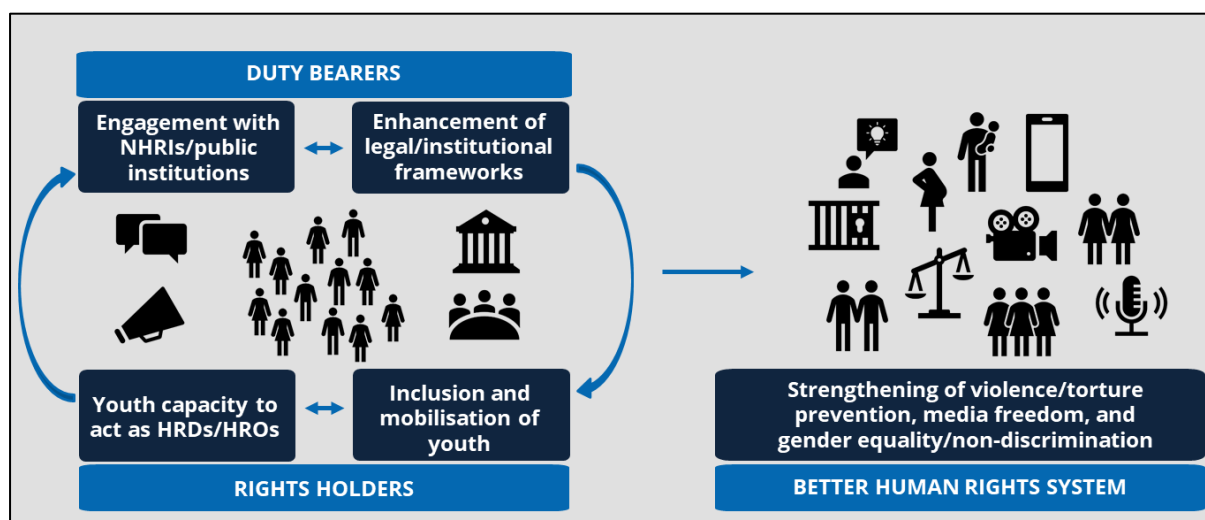 DUTY BEARERS
Engagement with
NHRIs/public
institutions
Enhancement of
legal/institutional
frameworks
Youth capacity to
act as HRDs/HROs
Inclusion and
mobilisation of
youth
RIGHTS HOLDERS
Strengthening of violence/torture
prevention, media freedom, and
gender equality/non-discrimination
BETTER HUMAN RIGHTS SYSTEM